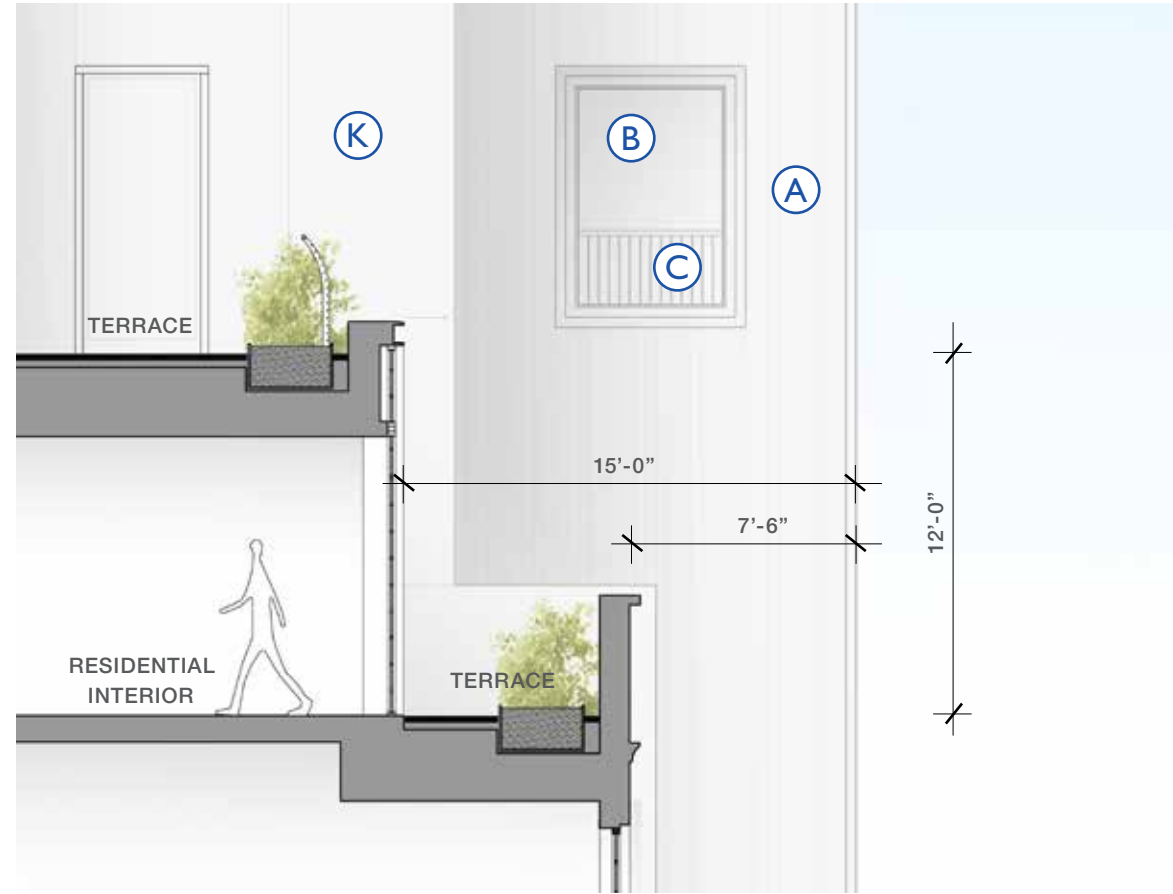 K
B
A
C
TERRACE
15’-0”
7’-6”
12’-0”
RESIDENTIAL
INTERIOR
TERRACE